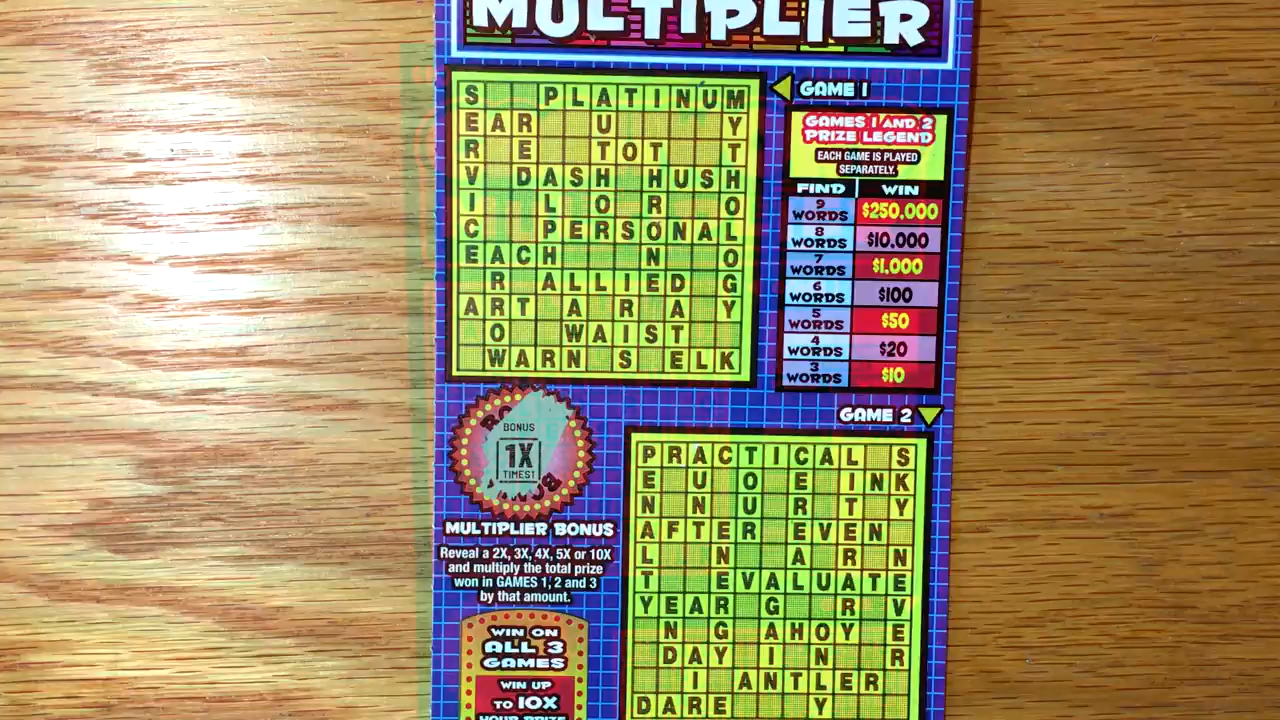 MULTIPLIER
GAME 1
S PLATINUM
EAR U Y
R E TOT T
V DASH HUSH
I L O R O
C PERSONAL
EACH N O
R ALLIED G
ART A R A Y
O WAIST
WARN S ELK
GAMES 1 AND 2
PRIZE LEGEND
EACH GAME IS PLAYED
SEPARATELY.
FIND WIN
9 WORDS $250,000
8 WORDS $10,000
7 WORDS $1,000
6 WORDS $100
5 WORDS $50
4 WORDS $20
3 WORDS $10
GAME 2
BONUS
1X
TIMES1
MULTIPLIER BONUS
Reveal a 2X, 3X, 4X, 5X or 10X
and multiply the total prize
won in GAMES 1, 2 and 3
by that amount.
WIN ON
ALL 3
GAMES
WIN UP
TO 10X
YOUR PRIZE
PRACTICAL S
E U O E INK
N N U R T Y
AFTER EVEN
L N A R N
T EVALUATE
YEAR G R V
N G AHOY E
DAY I N R
I ANTLER
DARE Y